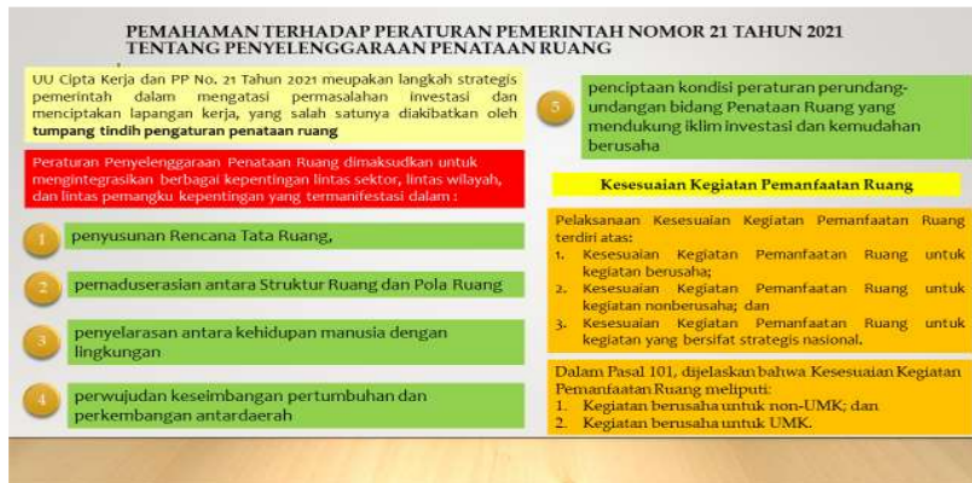 PEMAHAMAN TERHADAP PERATURAN PEMERINTAH NOMOR 21 TAHUN 2021
TENTANG PENYELENGGARAAN PENATAAN RUANG
UU Cipta Kerja dan PP No. 21 Tahun 2021 meupakan langkah strategis
pemerintah dalam mengatasi permasalahan investasi dan
menciptakan lapangan kerja, yang salah satunya diakibatkan oleh
tumpang tindih pengaturan penataan ruang
Peraturan Penyelenggaraan Penataan Ruang dimaksudkan untuk
mengintegrasikan berbagai kepentingan lintas sektor, lintas wilayah,
dan lintas pemangku kepentingan yang termanifestasi dalam :
1 penyusunan Rencana Tata Ruang,
2 pemaduserasian antara Struktur Ruang dan Pola Ruang
3 penyelarasan antara kehidupan manusia dengan
lingkungan
4 perwujudan keseimbangan pertumbuhan dan
perkembangan antardaerah
5 penciptaan kondisi peraturan perundang-
undangan bidang Penataan Ruang yang
mendukung iklim investasi dan kemudahan
berusaha
Kesesuaian Kegiatan Pemanfaatan Ruang
Pelaksanaan Kesesuaian Kegiatan Pemanfaatan Ruang
terdiri atas:
1. Kesesuaian Kegiatan Pemanfaatan Ruang untuk
kegiatan berusaha;
2. Kesesuaian Kegiatan Pemanfaatan Ruang untuk
kegiatan nonberusaha; dan
3. Kesesuaian Kegiatan Pemanfaatan Ruang untuk
kegiatan yang bersifat strategis nasional.
Dalam Pasal 101, dijelaskan bahwa Kesesuaian Kegiatan
Pemanfaatan Ruang meliputi:
1. Kegiatan berusaha untuk non-UMK; dan
2. Kegiatan berusaha untuk UMK.